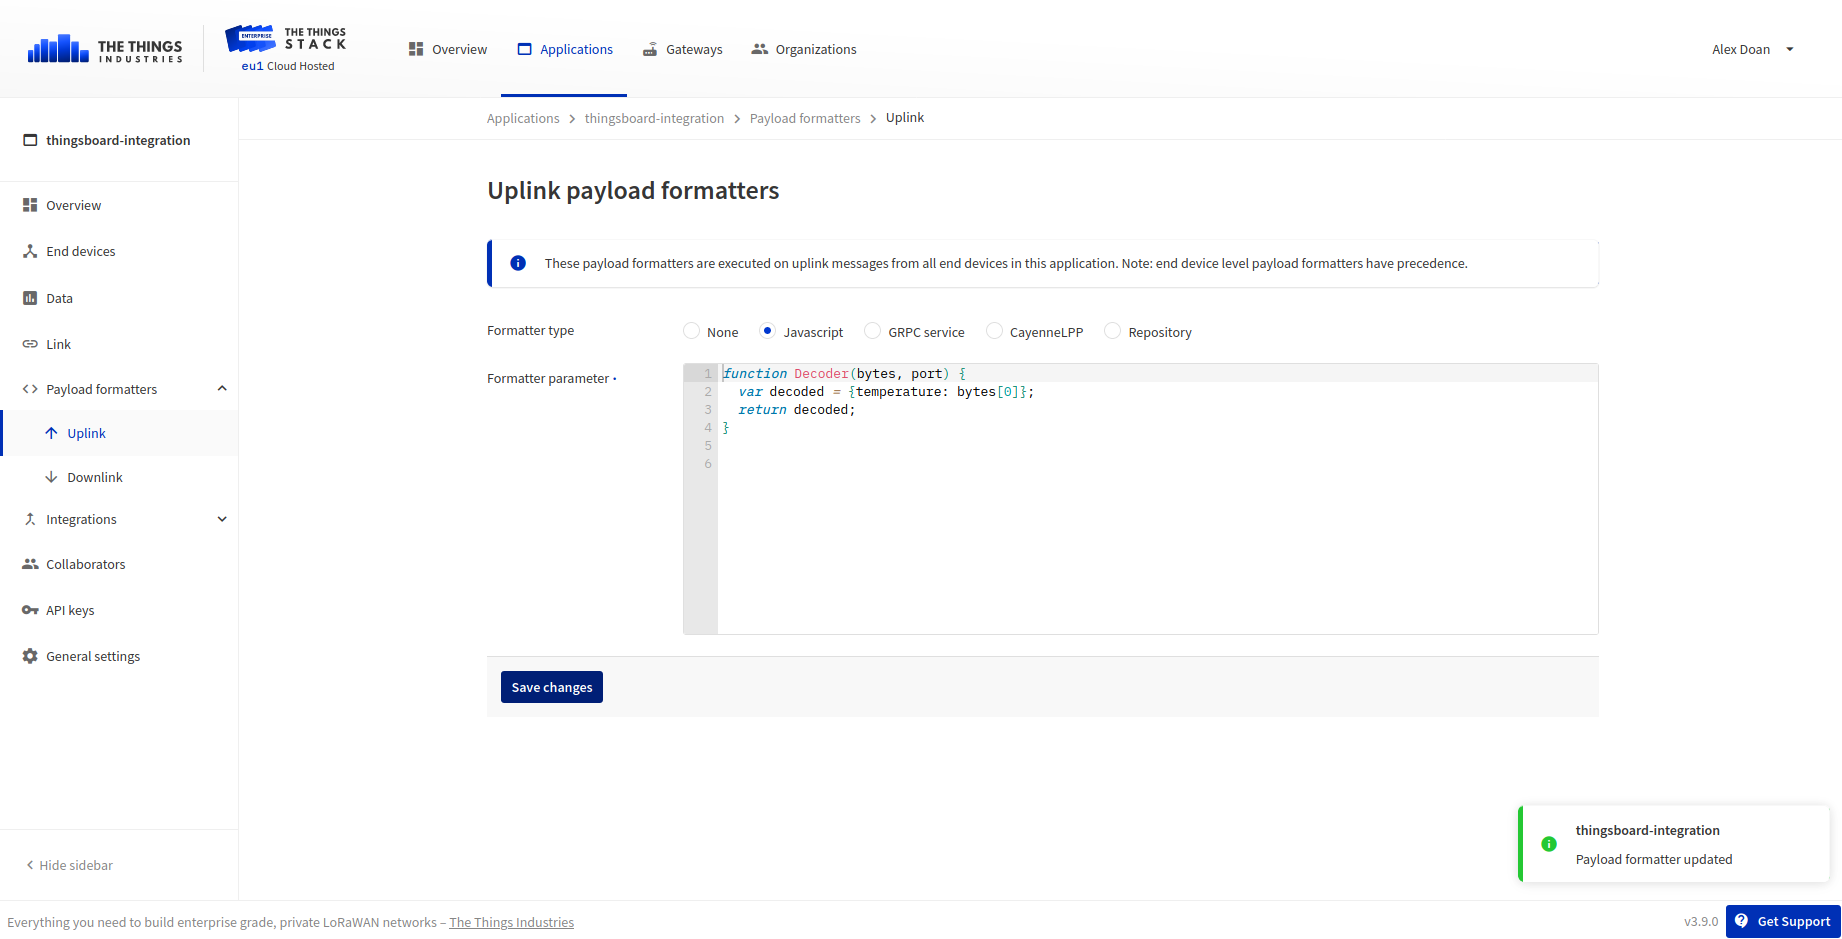 THE THINGS
INDUSTRIES
ENTERPRISE
THE THINGS
STACK
eu1 Cloud Hosted
Overview
Applications
Gateways
Organizations
Alex Doan
thingsboard-integration
Applications > thingsboard-integration > Payload formatters > Uplink
Overview
End devices
Data
Link
Payload formatters
Uplink
Downlink
Integrations
Collaborators
API keys
General settings
Hide sidebar
Uplink payload formatters
These payload formatters are executed on uplink messages from all end devices in this application. Note: end device level payload formatters have precedence.
Formatter type
None
Javascript
GRPC service
CayenneLPP
Repository
Formatter parameter •
1 function Decoder(bytes, port) {
2   var decoded = {temperature: bytes[0]};
3   return decoded;
4 }
5
6
Save changes
thingsboard-integration
Payload formatter updated
Everything you need to build enterprise grade, private LoRaWAN networks – The Things Industries
v3.9.0
Get Support